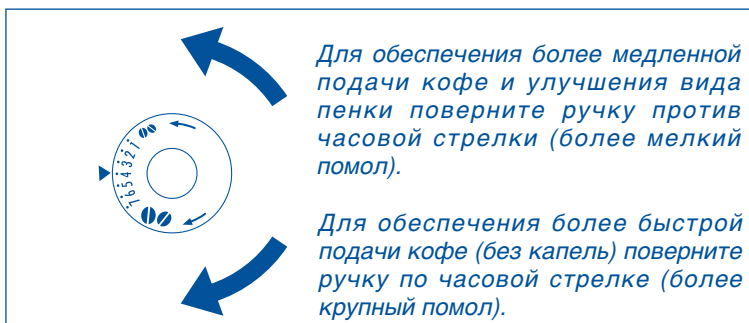 Для обеспечения более медленной
подачи кофе и улучшения вида
пенки поверните ручку против
часовой стрелки (более мелкий
помол).
7654321
Для обеспечения более быстрой
подачи кофе (без капель) поверните
ручку по часовой стрелке (более
крупный помол).